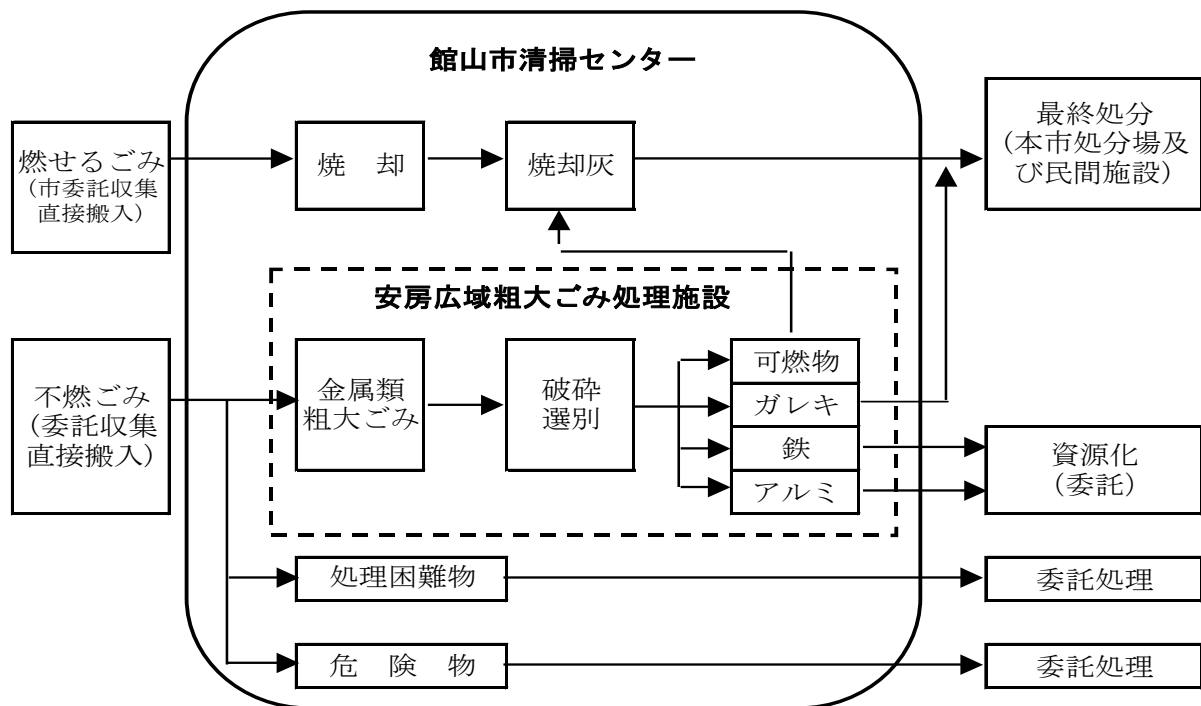 館山市清掃センター
燃せるごみ
（市委託収集
直接搬入）
焼　却
焼却灰
最終処分
（本市処分場及
び民間施設）
安房広域粗大ごみ処理施設
不燃ごみ
（委託収集
直接搬入）
金属類
粗大ごみ
破砕
選別
可燃物
ガレキ
鉄
アルミ
資源化
（委託）
処理困難物
委託処理
危　険　物
委託処理